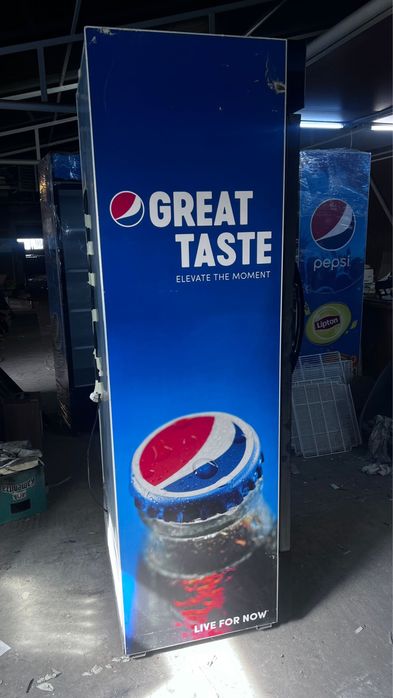 GREAT
TASTE
ELEVATE THE MOMENT
LIVE FOR NOW
pepsi
Lipton